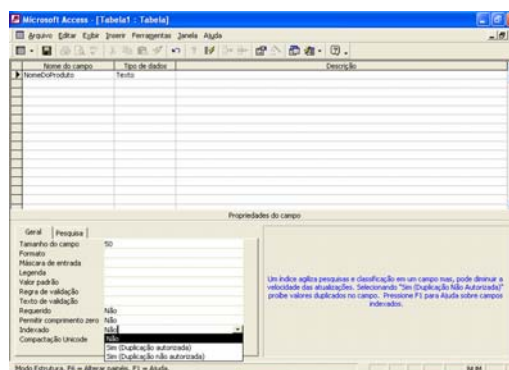 Microsoft Access - [Tabela1 : Tabela]
Arquivo Editar Exibir Inserir Ferramentas Janela Ajuda
Nome do campo Tipo de dados Descrição
NomeDoProduto Texto
Propriedades do campo
Geral Pesquisa
Tamanho do campo 50
Formato
Máscara de entrada
Legenda
Valor padrão
Regra de validação
Texto de validação
Requerido Não
Permitir comprimento zero Não
Indexado Não
Compactação Unicode Não
Sim (Duplicação autorizada)
Sim (Duplicação não autorizada)
Um índice agiliza pesquisas e classificação em um campo mas, pode diminuir a
velocidade das atualizações. Selecionando "Sim (Duplicação Não Autorizada)"
proíbe valores duplicados no campo. Pressione F1 para Ajuda sobre campos
indexados.
Modo Estrutura. F6 = Alternar painéis. F1 = Ajuda. NUM